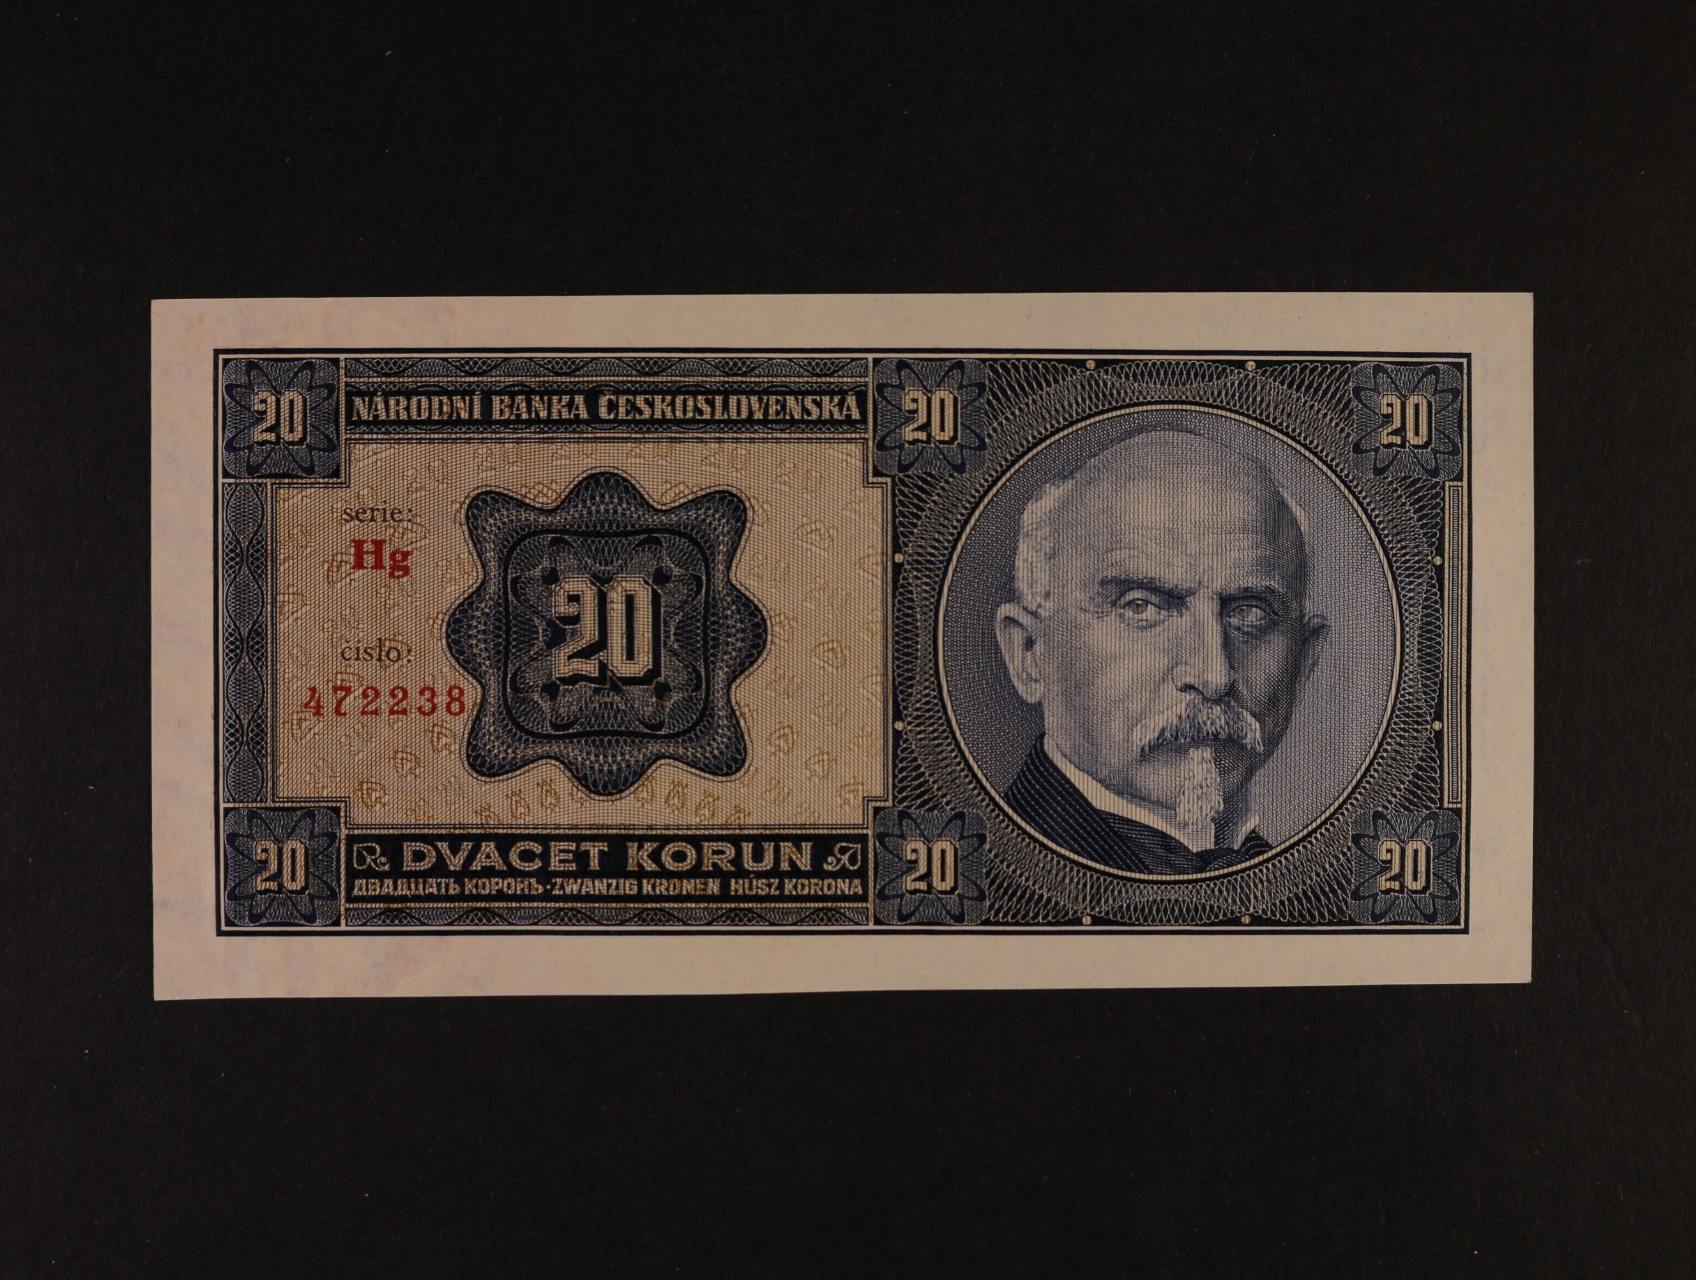 20 NÁRODNÍ BANKA ČESKOSLOVENSKÁ 20 20
serie:
Hg
20
číslo:
472238
20 DVACET KORUN 20 20
ДВАДЦАТЬ КОРОНЪ·ZWANZIG KRONEN HÚSZ KORONA